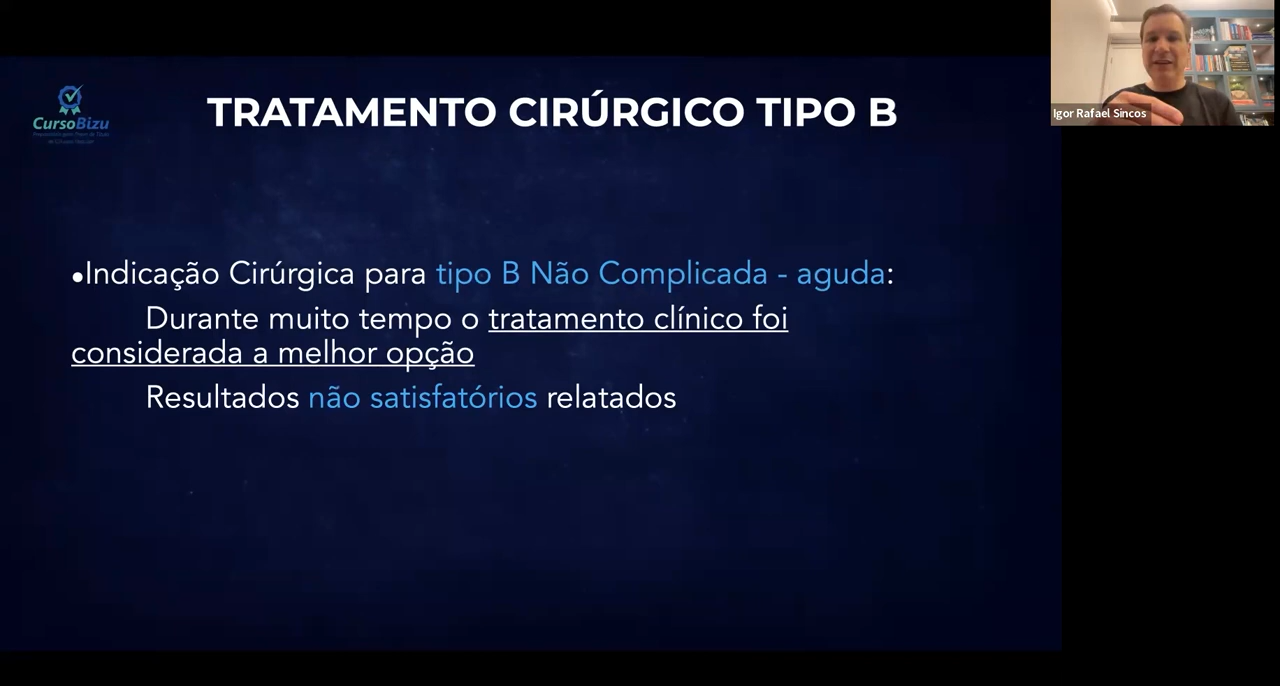 CursoBizu
TRATAMENTO CIRÚRGICO TIPO B
Igor Rafael Sincos
•Indicação Cirúrgica para tipo B Não Complicada - aguda:
Durante muito tempo o tratamento clínico foi
considerada a melhor opção
Resultados não satisfatórios relatados